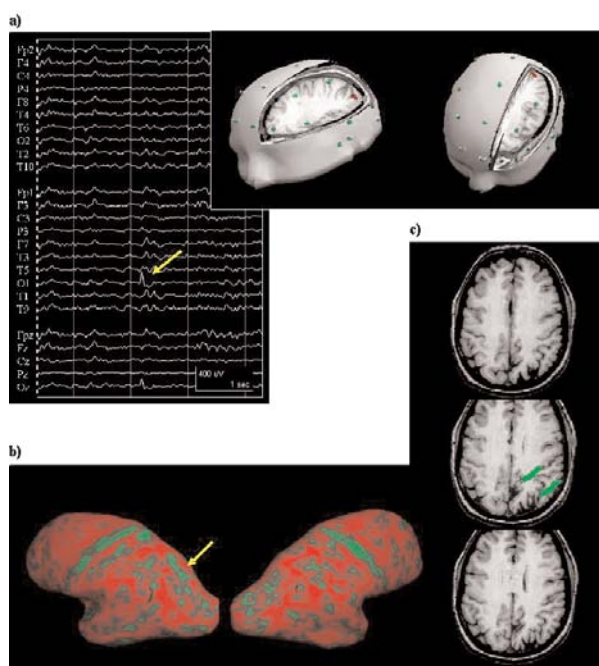 a)
Fp2
F4
C4
P4
F8
T4
T6
O2
T2
T10
Fp1
F3
C3
P3
F7
T3
T5
O1
T1
T9
Fpz
Fz
Cz
Pz
Oz
400 uV
1 sec
c)
b)